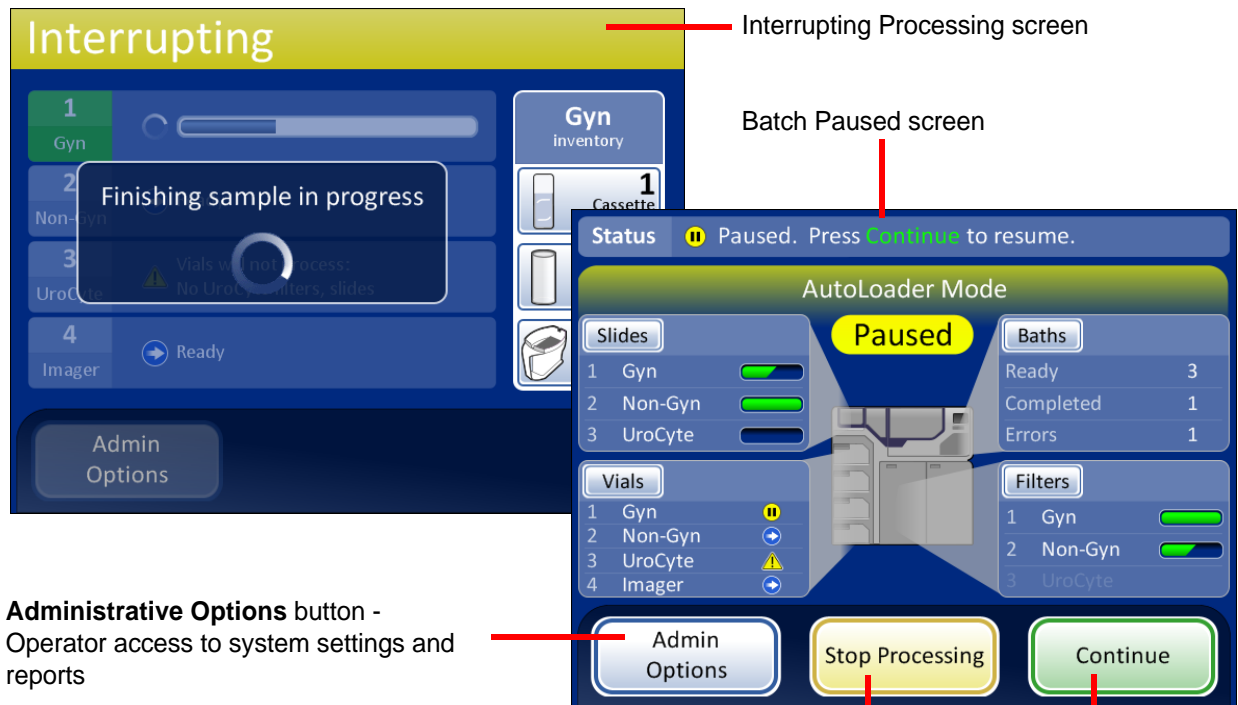 Interrupting
Interrupting Processing screen
1
Gyn
Gyn
inventory
Batch Paused screen
2
Non-Gyn
Finishing sample in progress
1
Cassette
3
UroCyte
Vials will not process:
No UroCyte filters, slides
4
Imager
Ready
Admin
Options
Status
Paused. Press Continue to resume.
AutoLoader Mode
Paused
Slides
1 Gyn
2 Non-Gyn
3 UroCyte
Baths
Ready 3
Completed 1
Errors 1
Vials
1 Gyn
2 Non-Gyn
3 UroCyte
4 Imager
Filters
1 Gyn
2 Non-Gyn
3 UroCyte
Administrative Options button -
Operator access to system settings and
reports
Admin
Options
Stop Processing
Continue